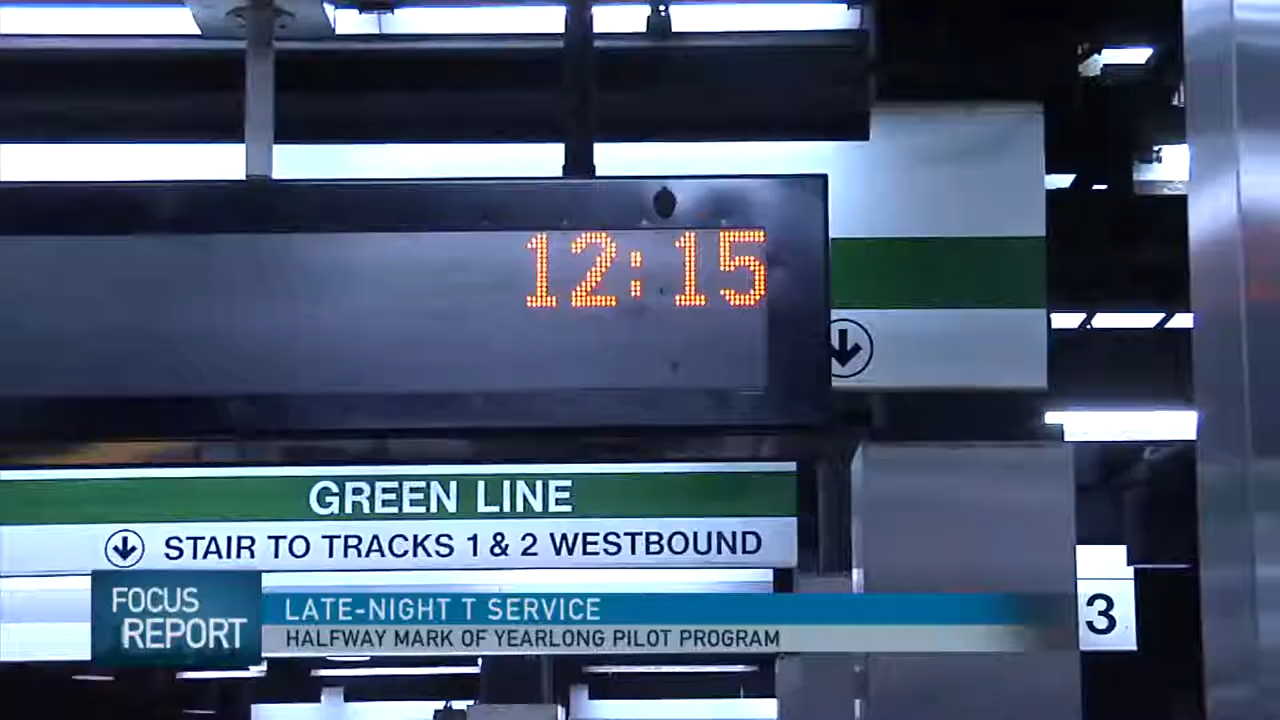 12:15
GREEN LINE
STAIR TO TRACKS 1 & 2 WESTBOUND
FOCUS
REPORT
LATE-NIGHT T SERVICE
HALFWAY MARK OF YEARLONG PILOT PROGRAM
3